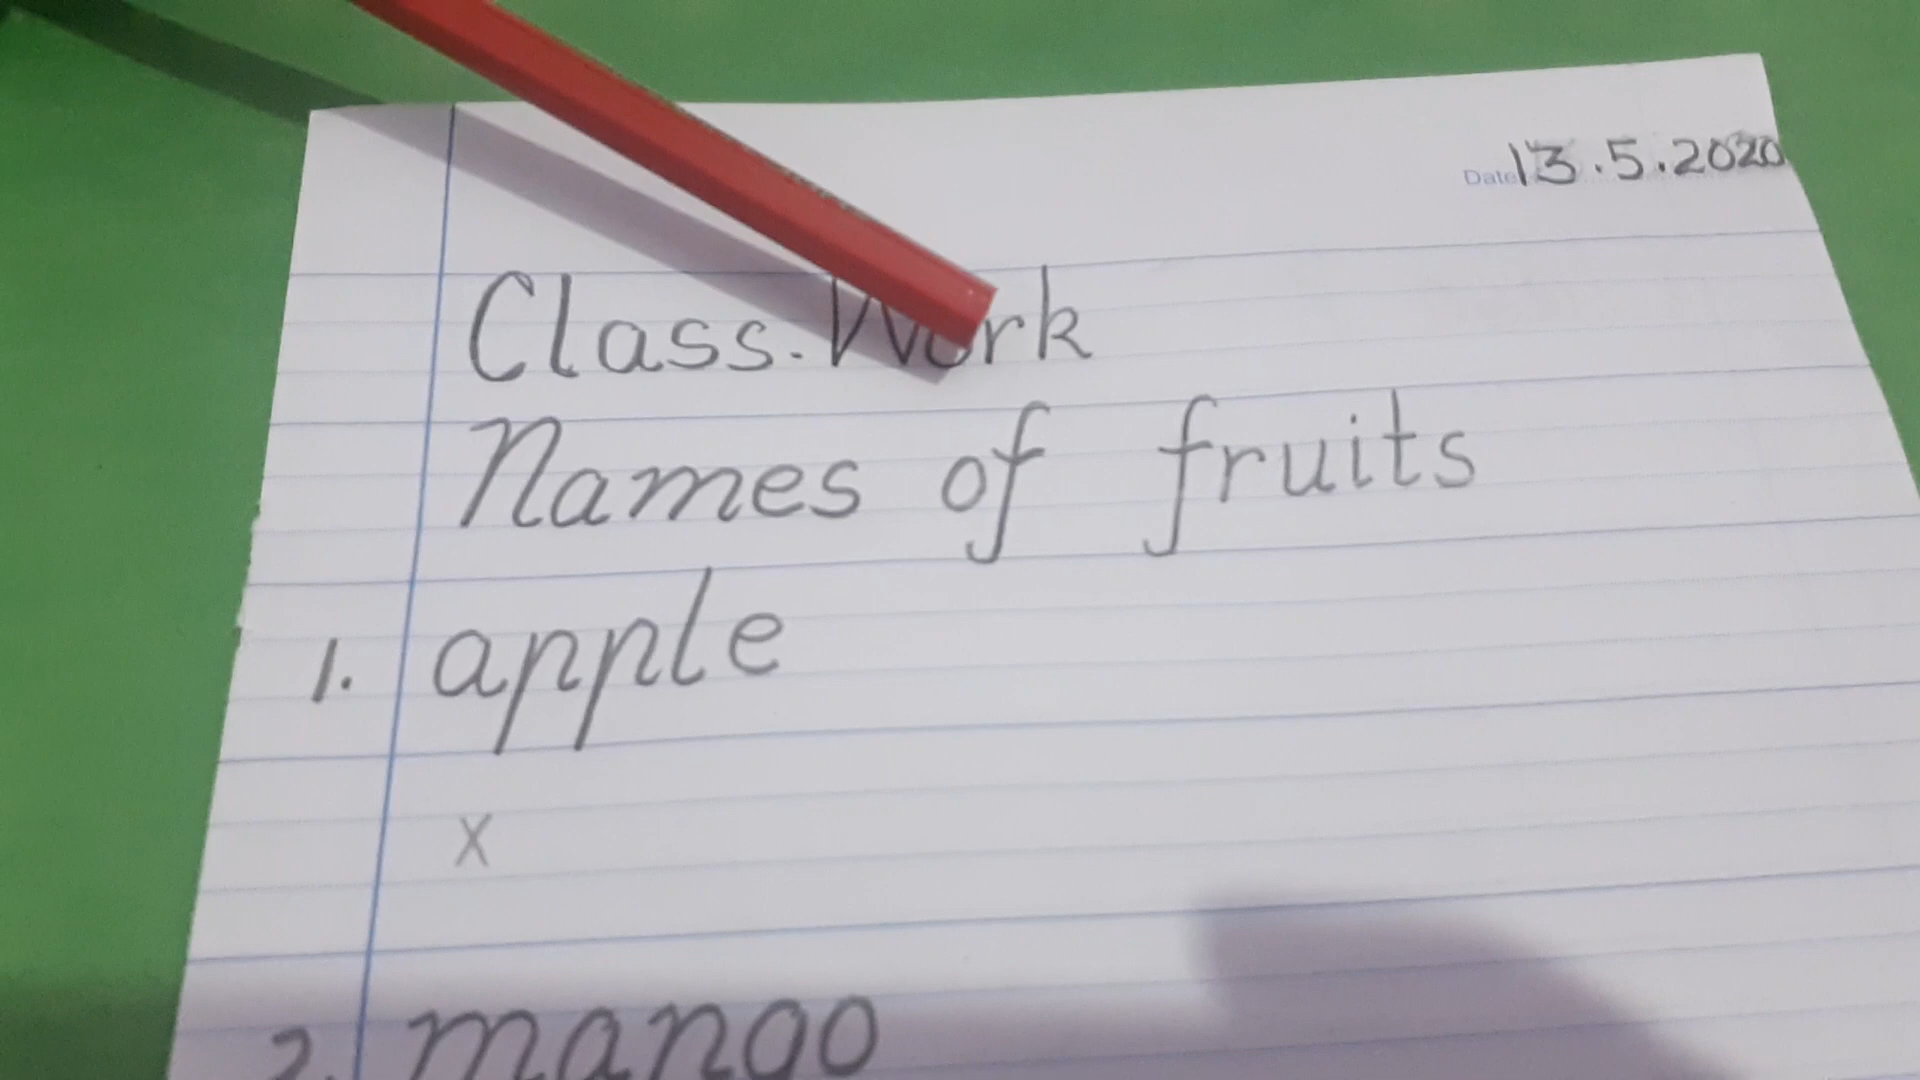 Date 13.5.2020
Class.Work
Names of fruits
1. apple
x
2. mango